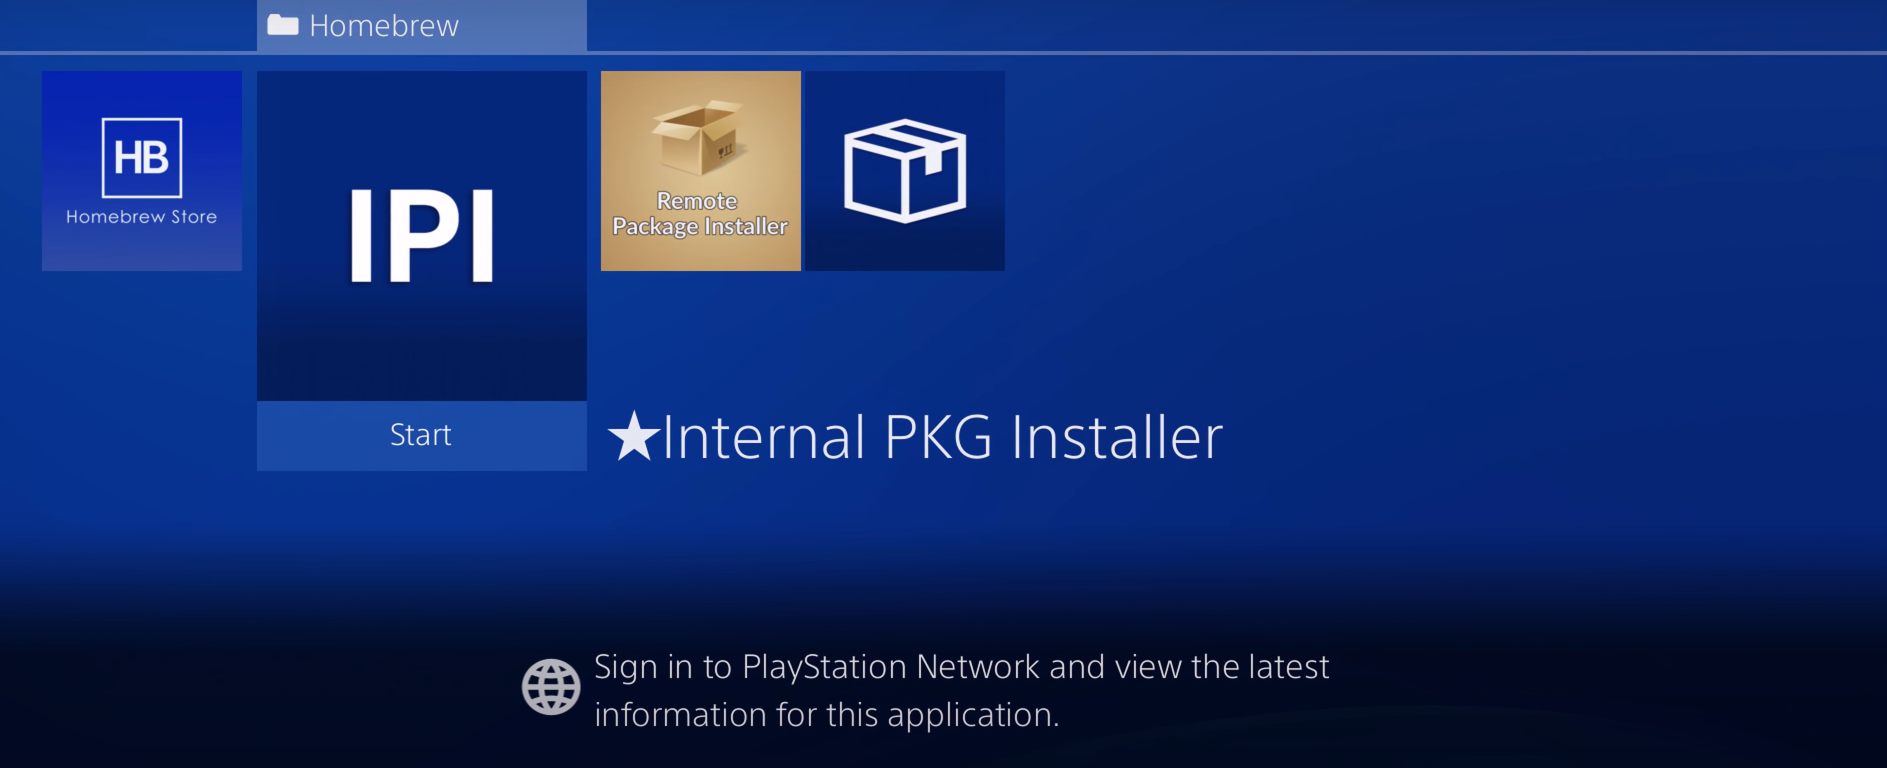 Homebrew
HB
Homebrew Store
IPI
Remote
Package Installer
Start
★Internal PKG Installer
Sign in to PlayStation Network and view the latest
information for this application.